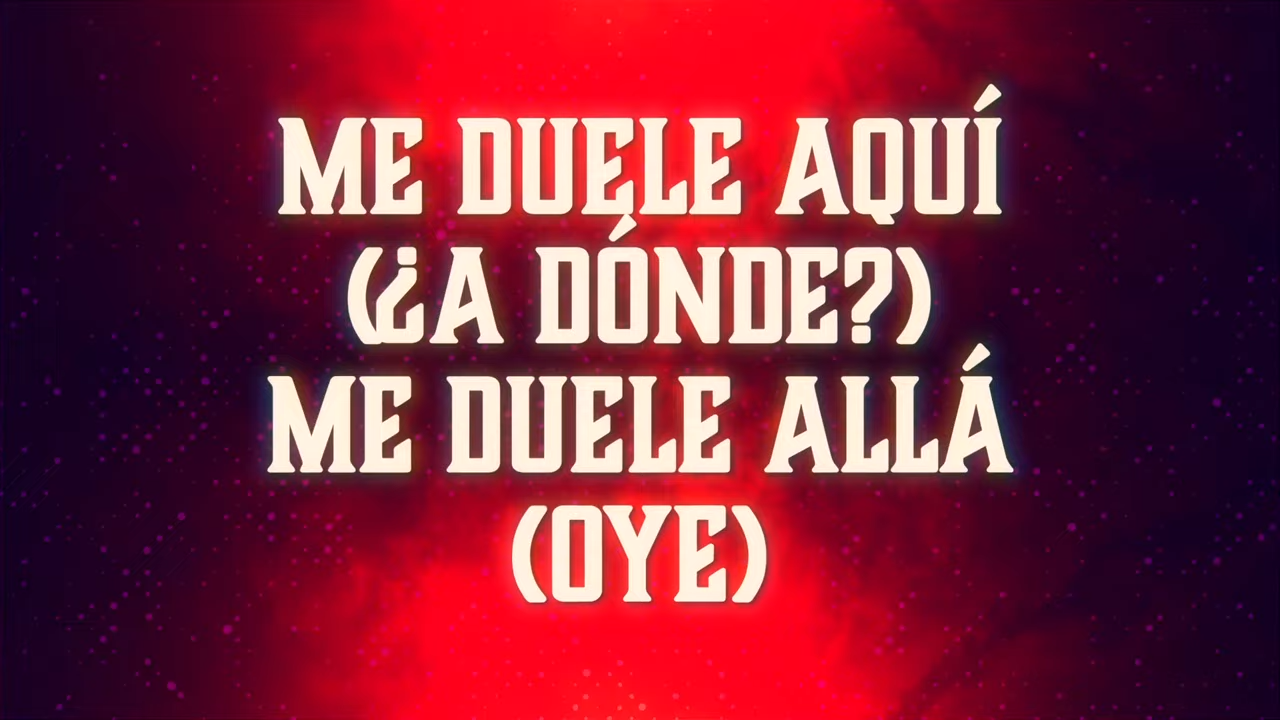 ME DUELE AQUÍ
(¿A DÓNDE?)
ME DUELE ALLÁ
(OYE)